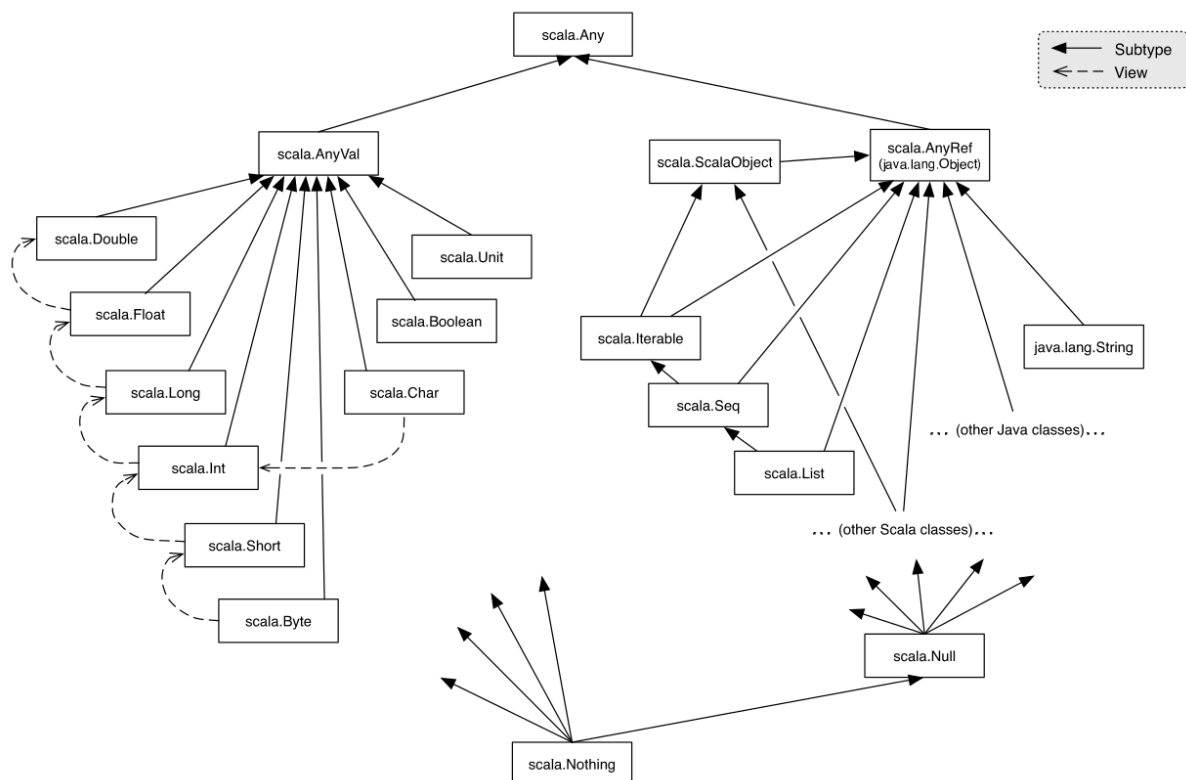 scala.Any
Subtype
View
scala.AnyVal
scala.ScalaObject
scala.AnyRef
(java.lang.Object)
scala.Double
scala.Unit
scala.Float
scala.Boolean
scala.Iterable
java.lang.String
scala.Long
scala.Char
scala.Seq
... (other Java classes)...
scala.Int
scala.List
scala.Short
... (other Scala classes)...
scala.Byte
scala.Null
scala.Nothing